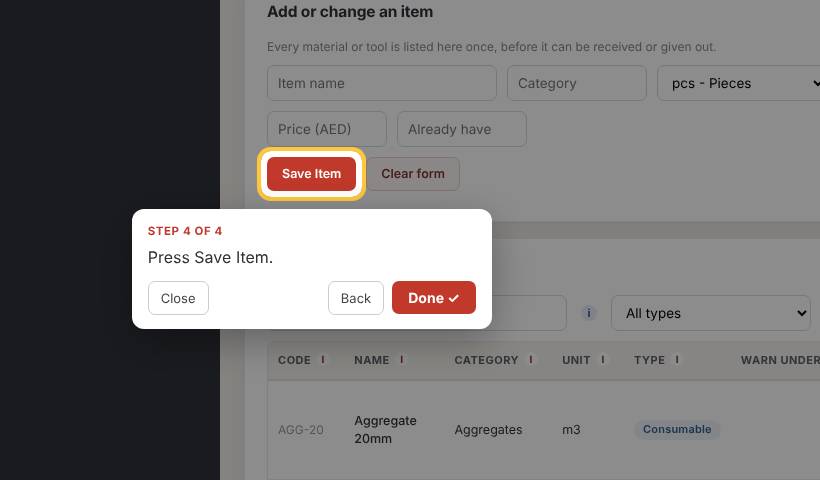 Add or change an item
Every material or tool is listed here once, before it can be received or given out.
Item name
Category
pcs - Pieces
Price (AED)
Already have
Save Item
Clear form
STEP 4 OF 4
Press Save Item.
Close
Back
Done ✓
i
All types
CODE I
NAME I
CATEGORY I
UNIT I
TYPE I
WARN UNDER
AGG-20
Aggregate
20mm
Aggregates
m3
Consumable